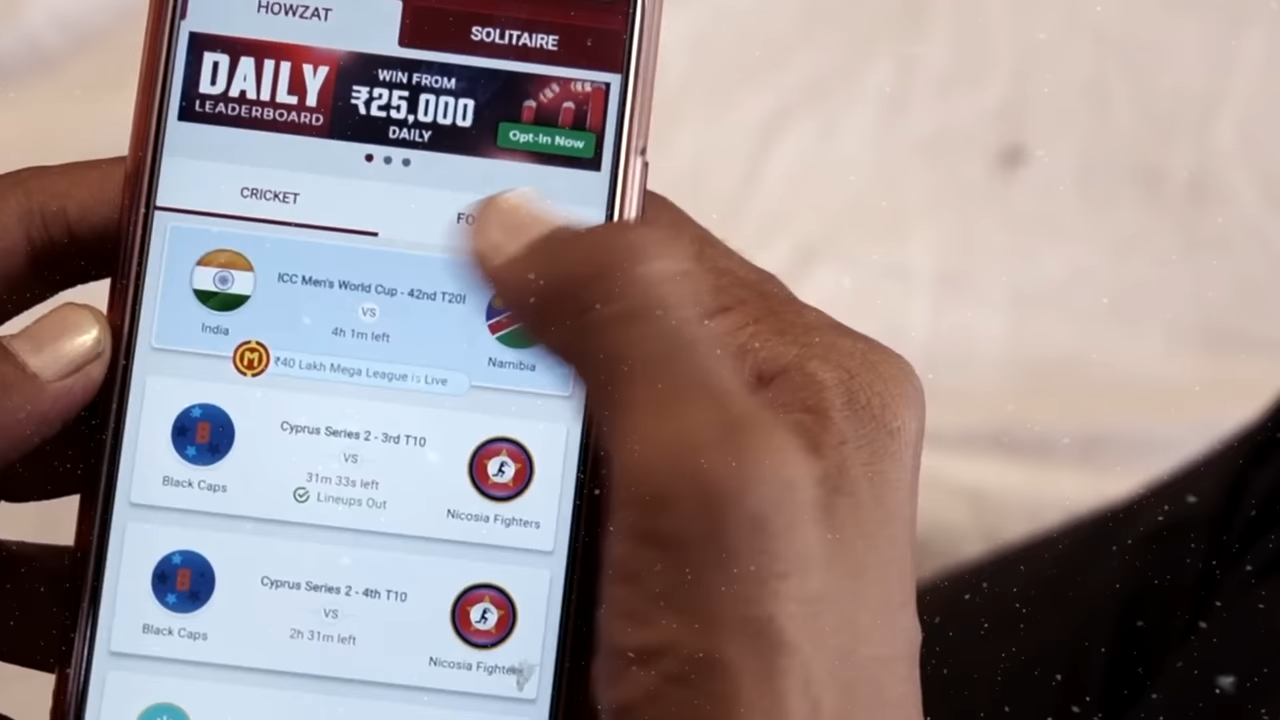 HOWZAT
SOLITAIRE
DAILY
LEADERBOARD
WIN FROM
₹25,000
DAILY
Opt-In Now
CRICKET
FO
ICC Men's World Cup - 42nd T20I
VS
4h 1m left
India
Namibia
M
₹40 Lakh Mega League is Live
B
Cyprus Series 2 - 3rd T10
VS
31m 33s left
Lineups Out
Black Caps
Nicosia Fighters
B
Cyprus Series 2 - 4th T10
VS
2h 31m left
Black Caps
Nicosia Fighters